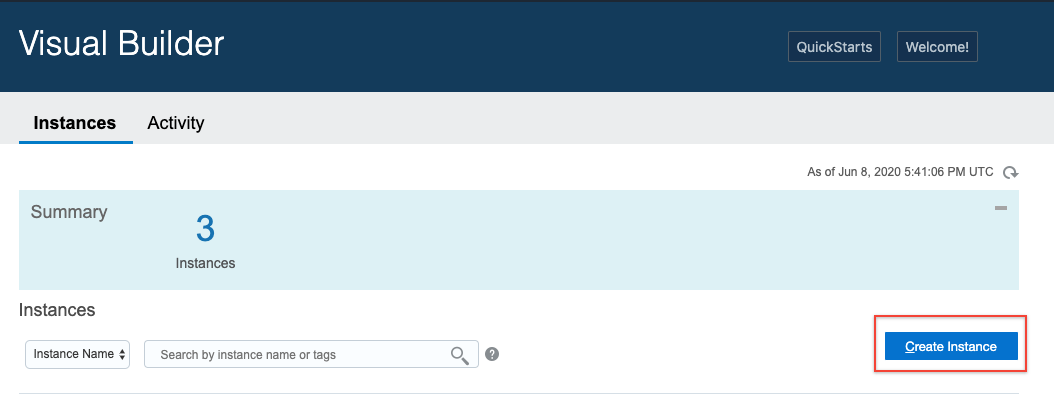 Visual Builder
QuickStarts
Welcome!
Instances
Activity
As of Jun 8, 2020 5:41:06 PM UTC
Summary
3
Instances
Instances
Instance Name
Search by instance name or tags
?
Create Instance